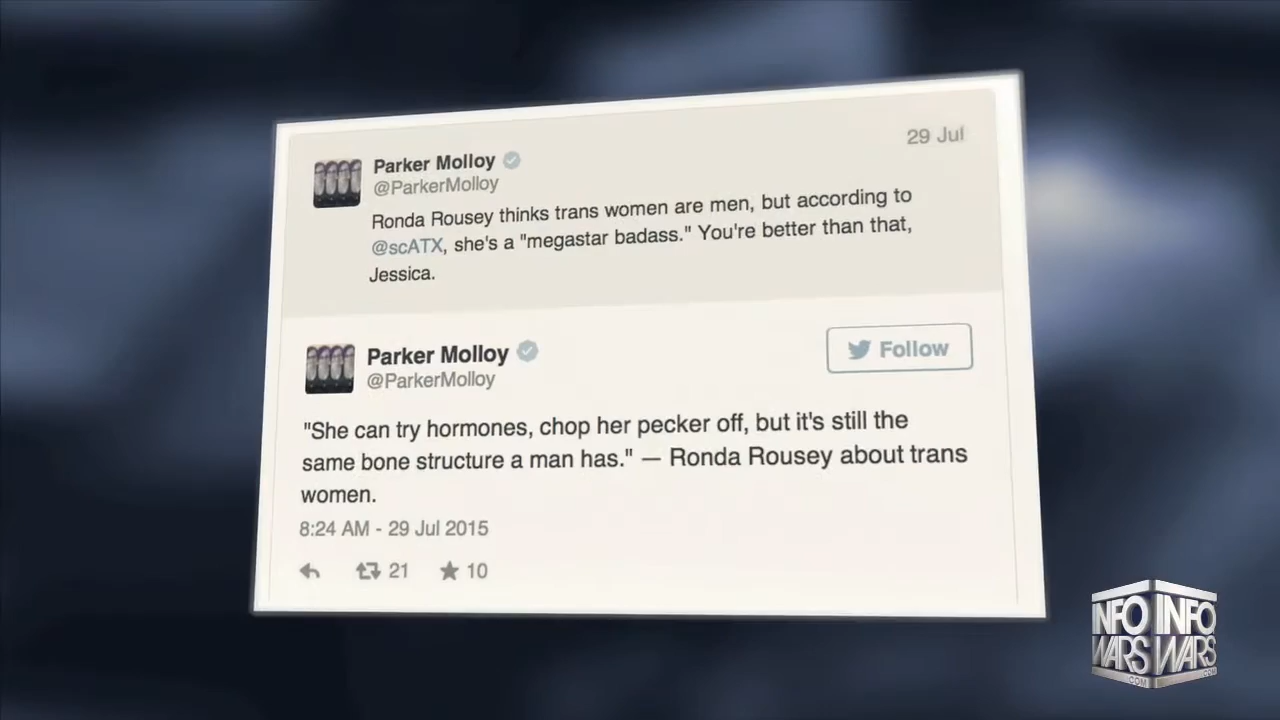 29 Jul
Parker Molloy
@ParkerMolloy
Ronda Rousey thinks trans women are men, but according to
@scATX, she's a "megastar badass." You're better than that,
Jessica.
Parker Molloy
Follow
@ParkerMolloy
"She can try hormones, chop her pecker off, but it's still the
same bone structure a man has." — Ronda Rousey about trans
women.
8:24 AM - 29 Jul 2015
21 10
INFO INFO
WARS WARS
.COM .COM